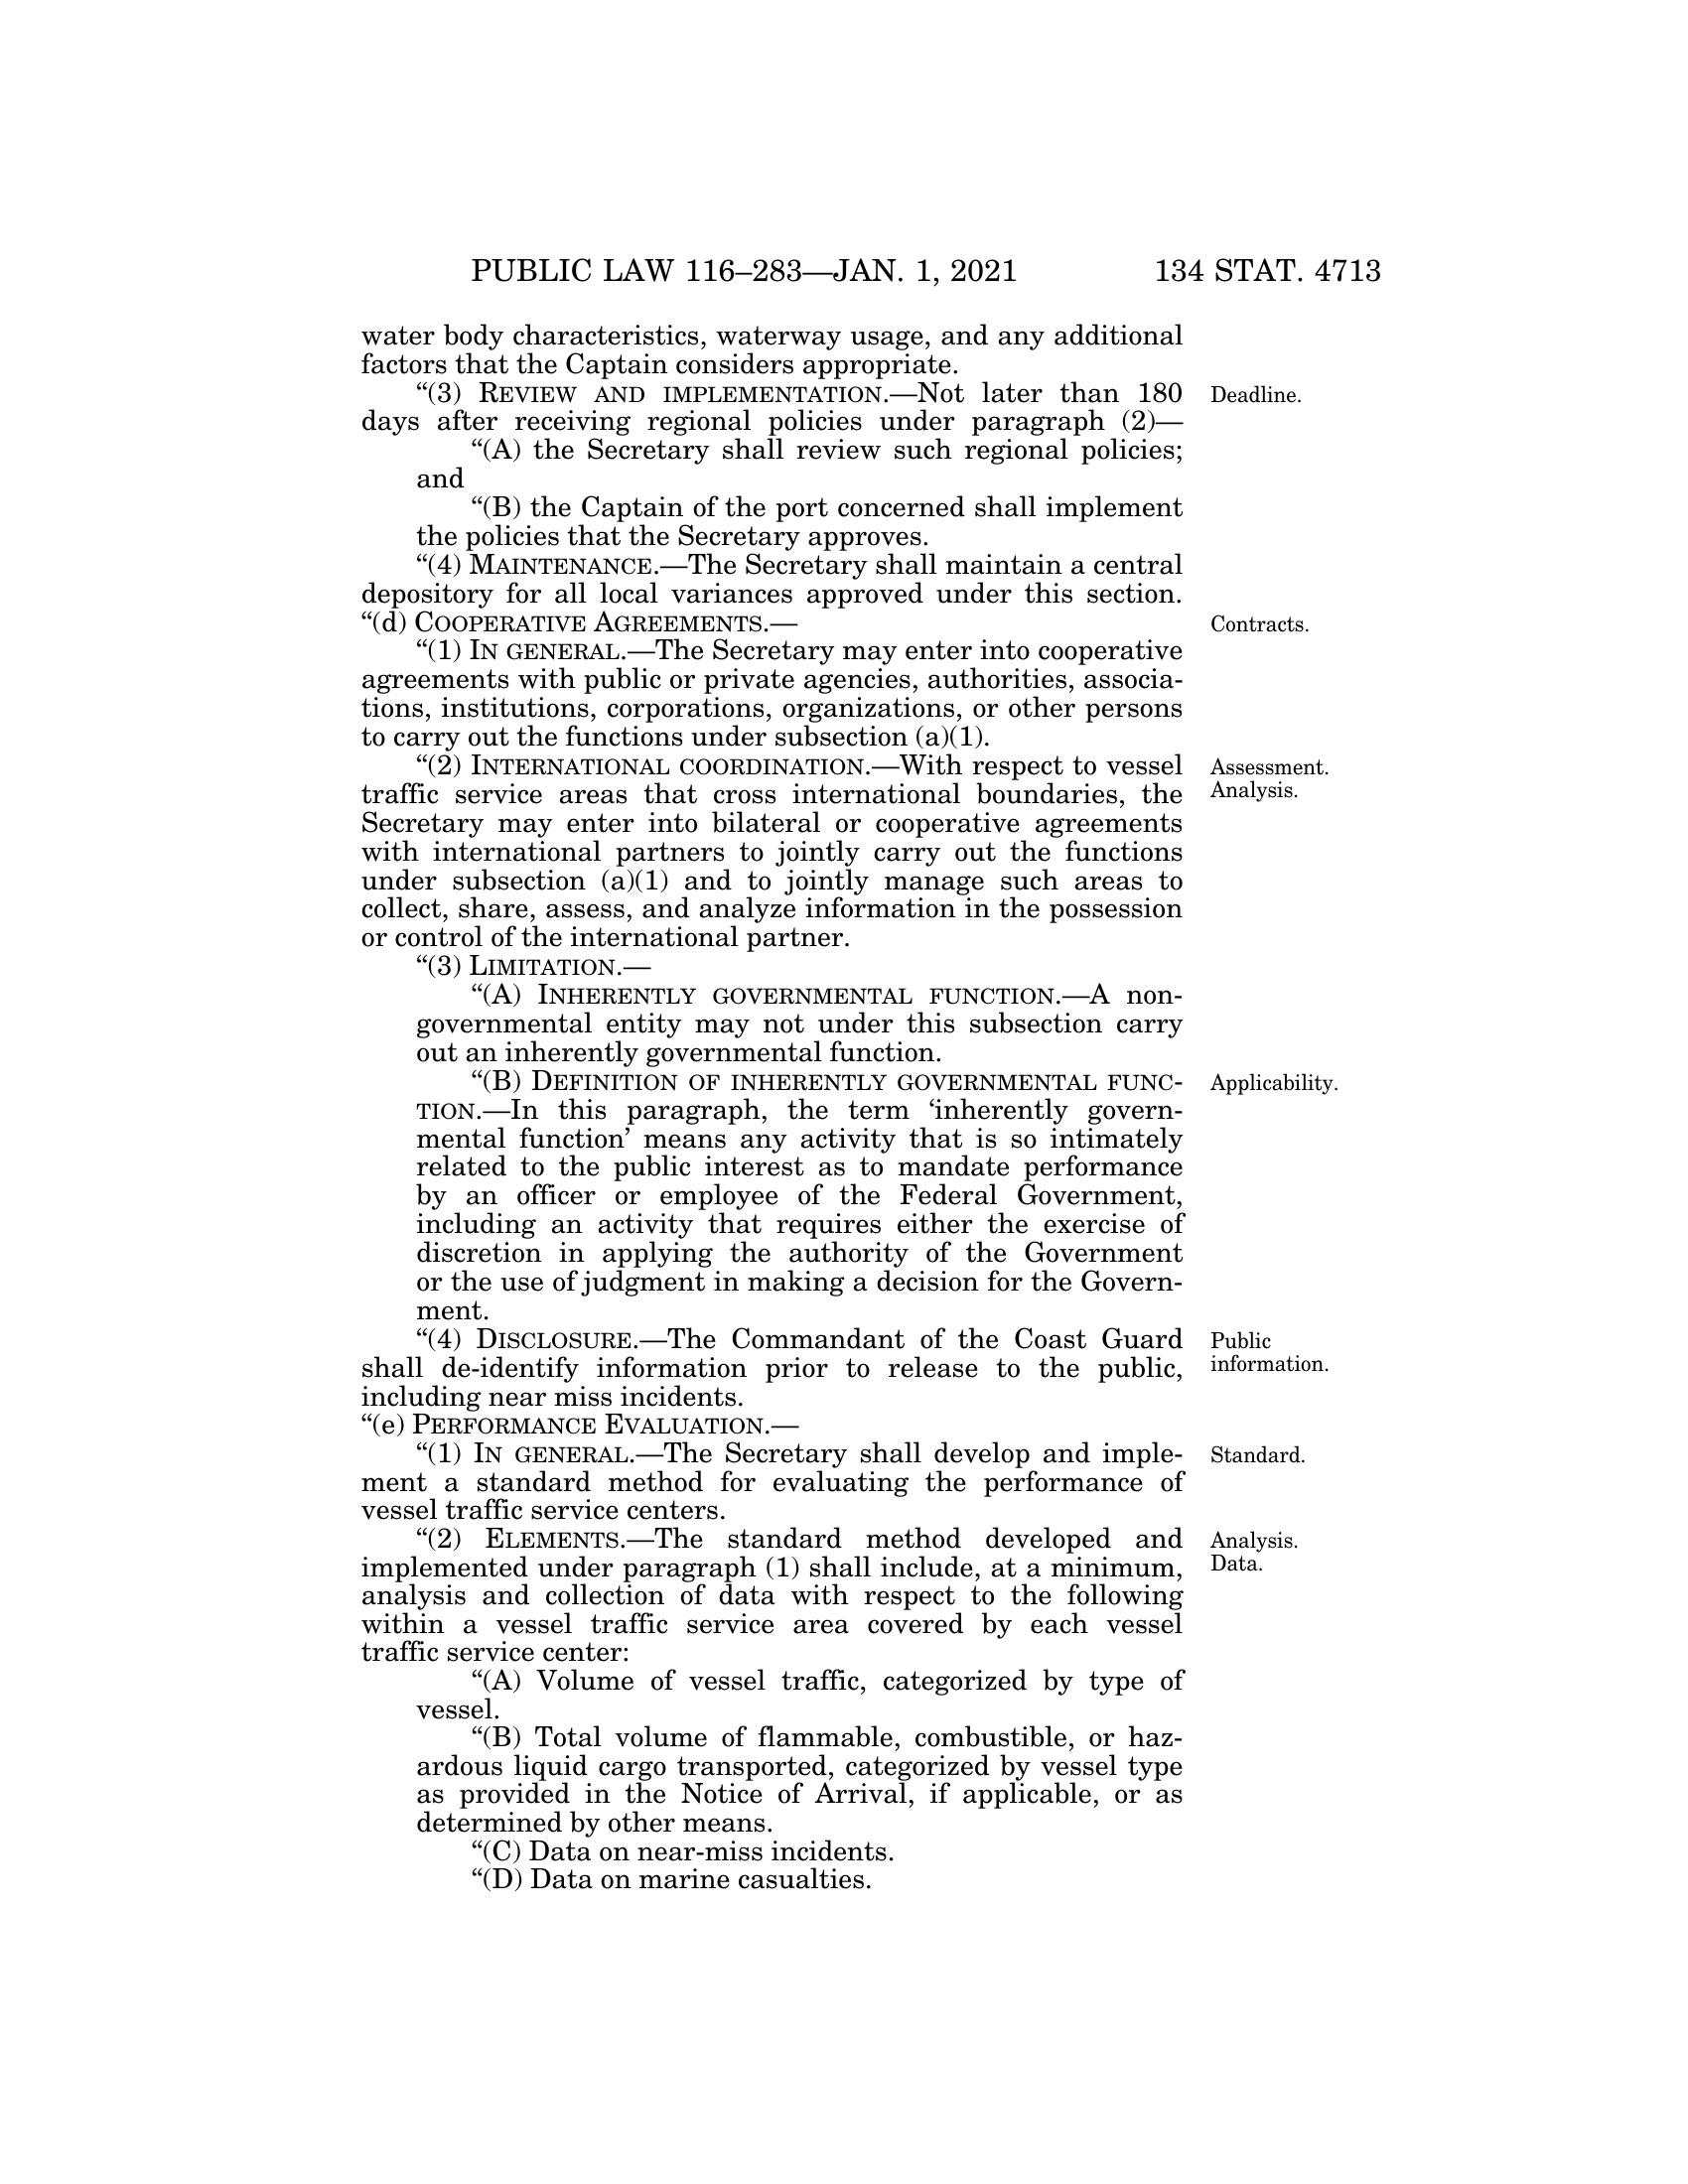 PUBLIC LAW 116–283—JAN. 1, 2021
134 STAT. 4713
water body characteristics, waterway usage, and any additional
factors that the Captain considers appropriate.
“(3) REVIEW AND IMPLEMENTATION.—Not later than 180
Deadline.
days after receiving regional policies under paragraph (2)—
“(A) the Secretary shall review such regional policies;
and
“(B) the Captain of the port concerned shall implement
the policies that the Secretary approves.
“(4) MAINTENANCE.—The Secretary shall maintain a central
depository for all local variances approved under this section.
“(d) COOPERATIVE AGREEMENTS.—
Contracts.
“(1) IN GENERAL.—The Secretary may enter into cooperative
agreements with public or private agencies, authorities, associa-
tions, institutions, corporations, organizations, or other persons
to carry out the functions under subsection (a)(1).
“(2) INTERNATIONAL COORDINATION.—With respect to vessel
Assessment.
traffic service areas that cross international boundaries, the
Analysis.
Secretary may enter into bilateral or cooperative agreements
with international partners to jointly carry out the functions
under subsection (a)(1) and to jointly manage such areas to
collect, share, assess, and analyze information in the possession
or control of the international partner.
“(3) LIMITATION.—
“(A) INHERENTLY GOVERNMENTAL FUNCTION.—A non-
governmental entity may not under this subsection carry
out an inherently governmental function.
“(B) DEFINITION OF INHERENTLY GOVERNMENTAL FUNC-
Applicability.
TION.—In this paragraph, the term ‘inherently govern-
mental function’ means any activity that is so intimately
related to the public interest as to mandate performance
by an officer or employee of the Federal Government,
including an activity that requires either the exercise of
discretion in applying the authority of the Government
or the use of judgment in making a decision for the Govern-
ment.
“(4) DISCLOSURE.—The Commandant of the Coast Guard
Public
shall de-identify information prior to release to the public,
information.
including near miss incidents.
“(e) PERFORMANCE EVALUATION.—
“(1) IN GENERAL.—The Secretary shall develop and imple-
Standard.
ment a standard method for evaluating the performance of
vessel traffic service centers.
“(2) ELEMENTS.—The standard method developed and
Analysis.
implemented under paragraph (1) shall include, at a minimum,
Data.
analysis and collection of data with respect to the following
within a vessel traffic service area covered by each vessel
traffic service center:
“(A) Volume of vessel traffic, categorized by type of
vessel.
“(B) Total volume of flammable, combustible, or haz-
ardous liquid cargo transported, categorized by vessel type
as provided in the Notice of Arrival, if applicable, or as
determined by other means.
“(C) Data on near-miss incidents.
“(D) Data on marine casualties.